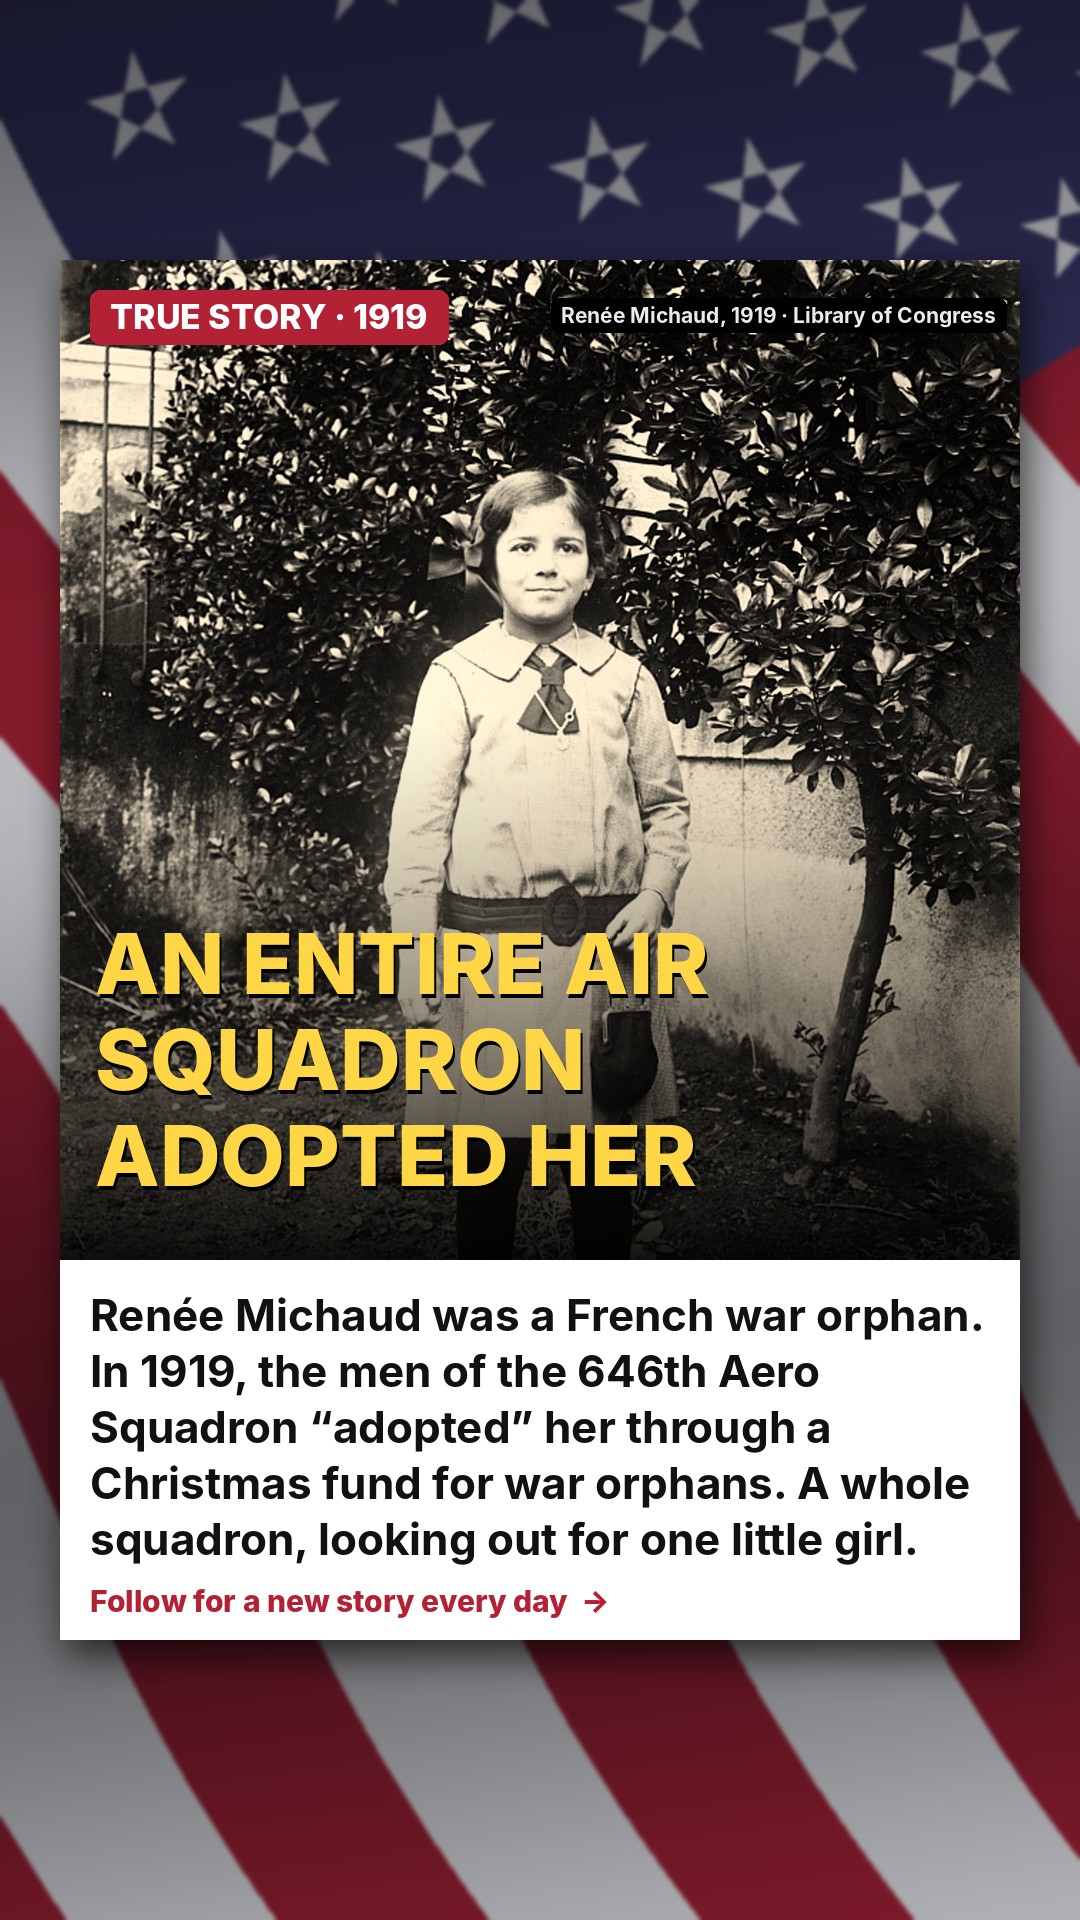 TRUE STORY · 1919
Renée Michaud, 1919 · Library of Congress
AN ENTIRE AIR
SQUADRON
ADOPTED HER
Renée Michaud was a French war orphan.
In 1919, the men of the 646th Aero
Squadron “adopted” her through a
Christmas fund for war orphans. A whole
squadron, looking out for one little girl.
Follow for a new story every day →